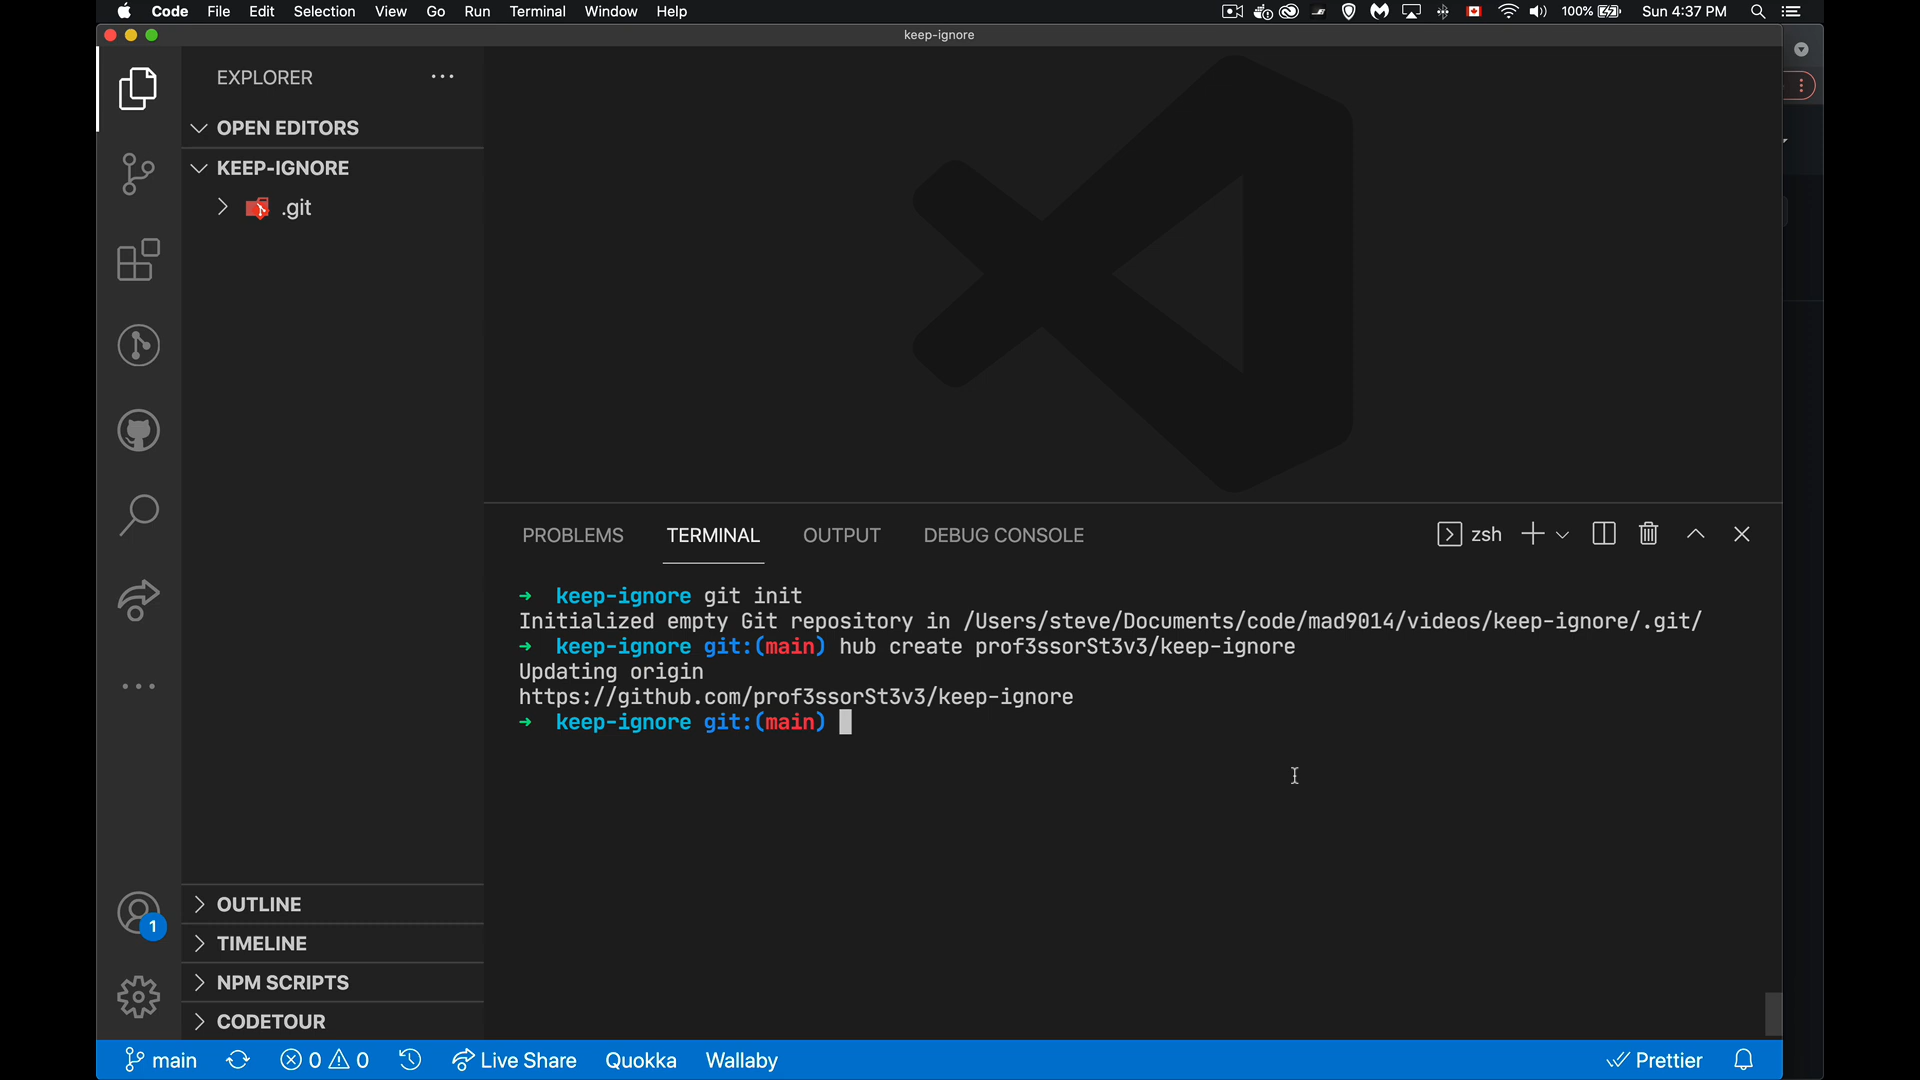 Code File Edit Selection View Go Run Terminal Window Help 100% Sun 4:37 PM
keep-ignore
EXPLORER
OPEN EDITORS
KEEP-IGNORE
.git
PROBLEMS TERMINAL OUTPUT DEBUG CONSOLE zsh
➜ keep-ignore git init
Initialized empty Git repository in /Users/steve/Documents/code/mad9014/videos/keep-ignore/.git/
➜ keep-ignore git:(main) hub create prof3ssorSt3v3/keep-ignore
Updating origin
https://github.com/prof3ssorSt3v3/keep-ignore
➜ keep-ignore git:(main)
1
OUTLINE
TIMELINE
NPM SCRIPTS
CODETOUR
main 0 0 Live Share Quokka Wallaby Prettier